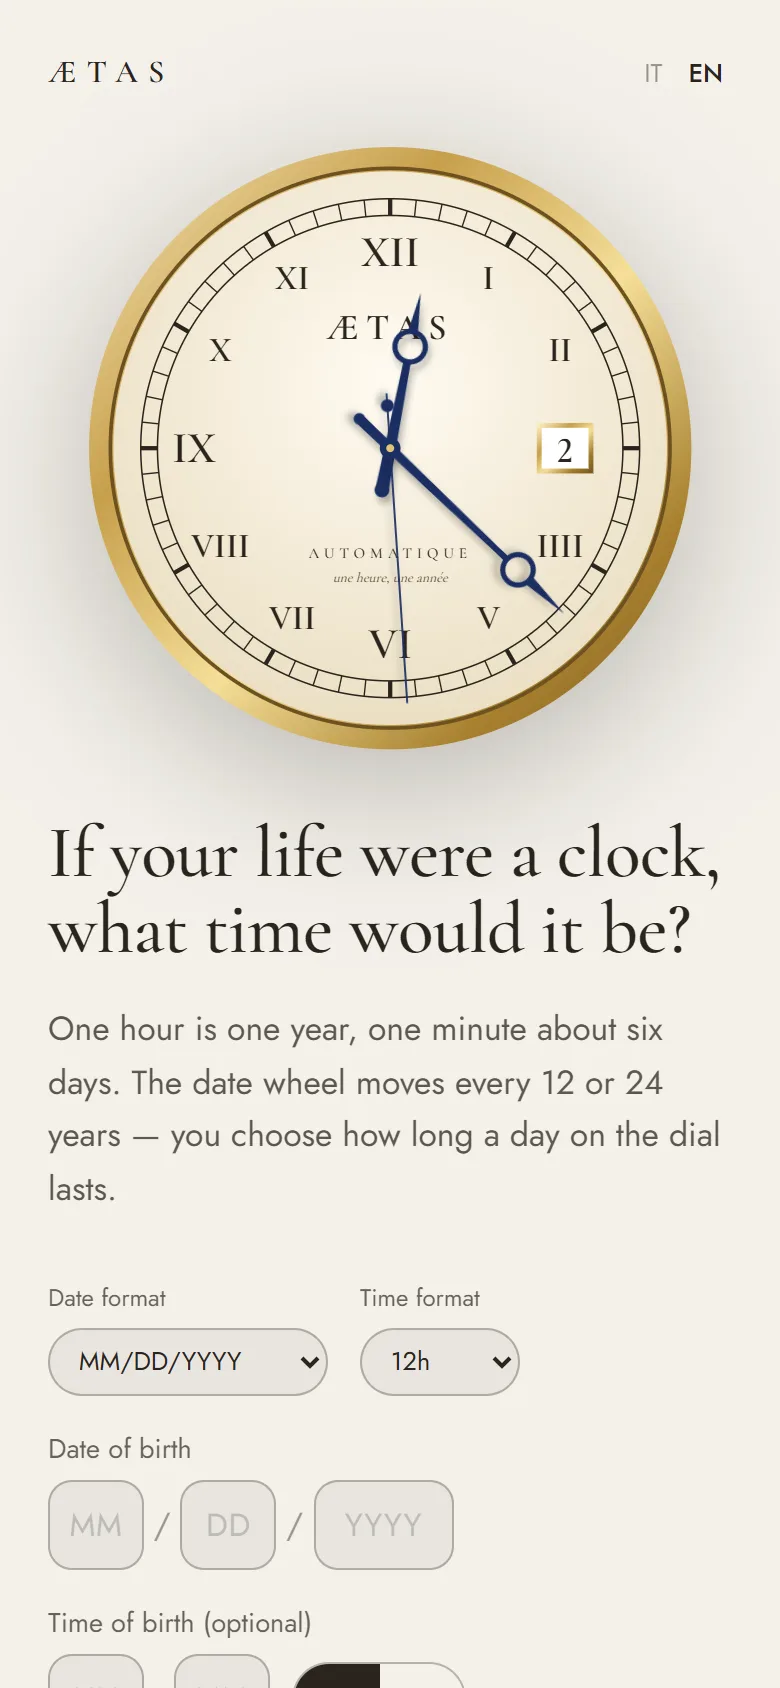 ÆTAS
IT EN
XII
XI I
ÆTAS
X II
IX 2
VIII IIII
AUTOMATIQUE
une heure, une année
VII V
VI
If your life were a clock,
what time would it be?
One hour is one year, one minute about six
days. The date wheel moves every 12 or 24
years — you choose how long a day on the dial
lasts.
Date format Time format
MM/DD/YYYY 12h
Date of birth
MM / DD / YYYY
Time of birth (optional)